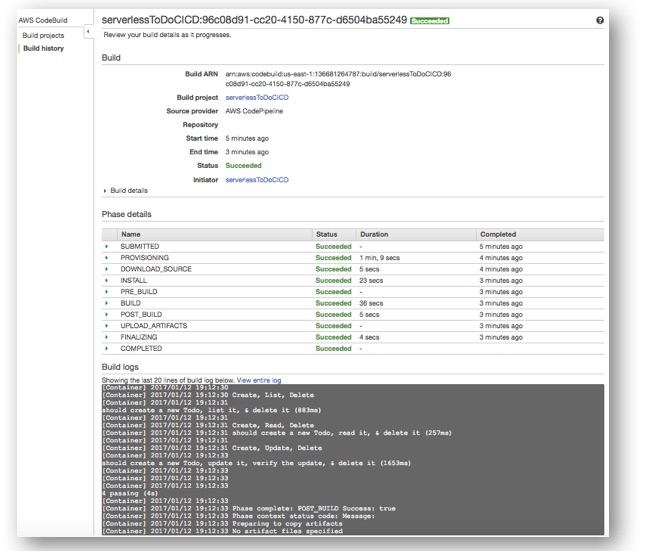 AWS CodeBuild
Build projects
Build history
serverlessToDoCICD:96c08d91-cc20-4150-877c-d6504ba55249 Succeeded
Review your build details as it progresses.
Build
Build ARN arn:aws:codebuild:us-east-1:136681264787:build/serverlessToDoCICD:96
c08d91-cc20-4150-877c-d6504ba55249
Build project serverlessToDoCICD
Source provider AWS CodePipeline
Repository
Start time 5 minutes ago
End time 3 minutes ago
Status Succeeded
Initiator serverlessToDoCICD
Build details
Phase details
Name Status Duration Completed
SUBMITTED Succeeded - 5 minutes ago
PROVISIONING Succeeded 1 min, 9 secs 4 minutes ago
DOWNLOAD_SOURCE Succeeded 5 secs 4 minutes ago
INSTALL Succeeded 23 secs 3 minutes ago
PRE_BUILD Succeeded - 3 minutes ago
BUILD Succeeded 36 secs 3 minutes ago
POST_BUILD Succeeded 5 secs 3 minutes ago
UPLOAD_ARTIFACTS Succeeded - 3 minutes ago
FINALIZING Succeeded 4 secs 3 minutes ago
COMPLETED Succeeded -
Build logs
Showing the last 20 lines of build log below. View entire log
[Container] 2017/01/12 19:12:30
[Container] 2017/01/12 19:12:30 Create, List, Delete
[Container] 2017/01/12 19:12:31
should create a new Todo, list it, & delete it (883ms)
[Container] 2017/01/12 19:12:31
[Container] 2017/01/12 19:12:31 Create, Read, Delete
[Container] 2017/01/12 19:12:31 should create a new Todo, read it, & delete it (257ms)
[Container] 2017/01/12 19:12:31
[Container] 2017/01/12 19:12:31 Create, Update, Delete
[Container] 2017/01/12 19:12:33
should create a new Todo, update it, verify the update, & delete it (1653ms)
[Container] 2017/01/12 19:12:33
[Container] 2017/01/12 19:12:33
[Container] 2017/01/12 19:12:33
4 passing (4s)
[Container] 2017/01/12 19:12:33
[Container] 2017/01/12 19:12:33 Phase complete: POST_BUILD Success: true
[Container] 2017/01/12 19:12:33 Phase context status code: Message:
[Container] 2017/01/12 19:12:33 Preparing to copy artifacts
[Container] 2017/01/12 19:12:33 No artifact files specified